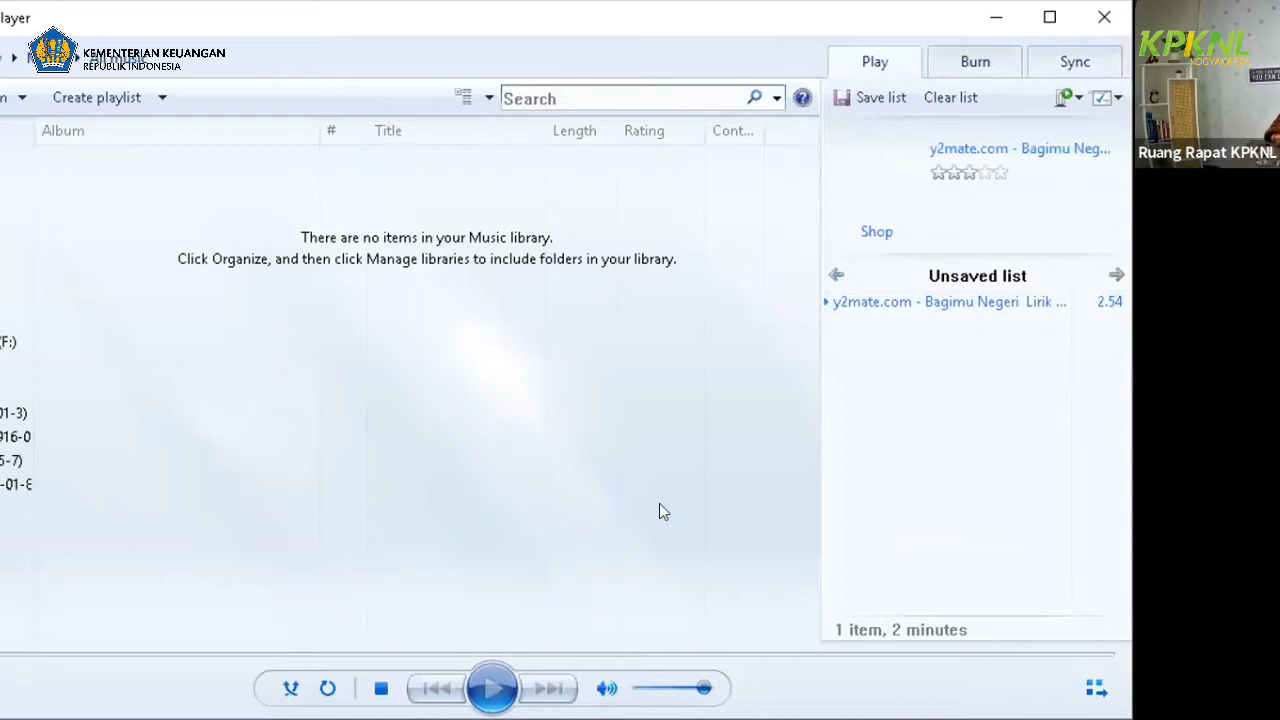 layer
KEMENTERIAN KEUANGAN
REPUBLIK INDONESIA
KPKNL
YOGYAKARTA
Play
Burn
Sync
Create playlist
Search
Save list
Clear list
Album
#
Title
Length
Rating
Cont...
y2mate.com - Bagimu Neg...
Ruang Rapat KPKNL
There are no items in your Music library.
Click Organize, and then click Manage libraries to include folders in your library.
Shop
Unsaved list
y2mate.com - Bagimu Negeri Lirik ...
2.54
(F:)
01-3)
916-0
5-7)
1 item, 2 minutes